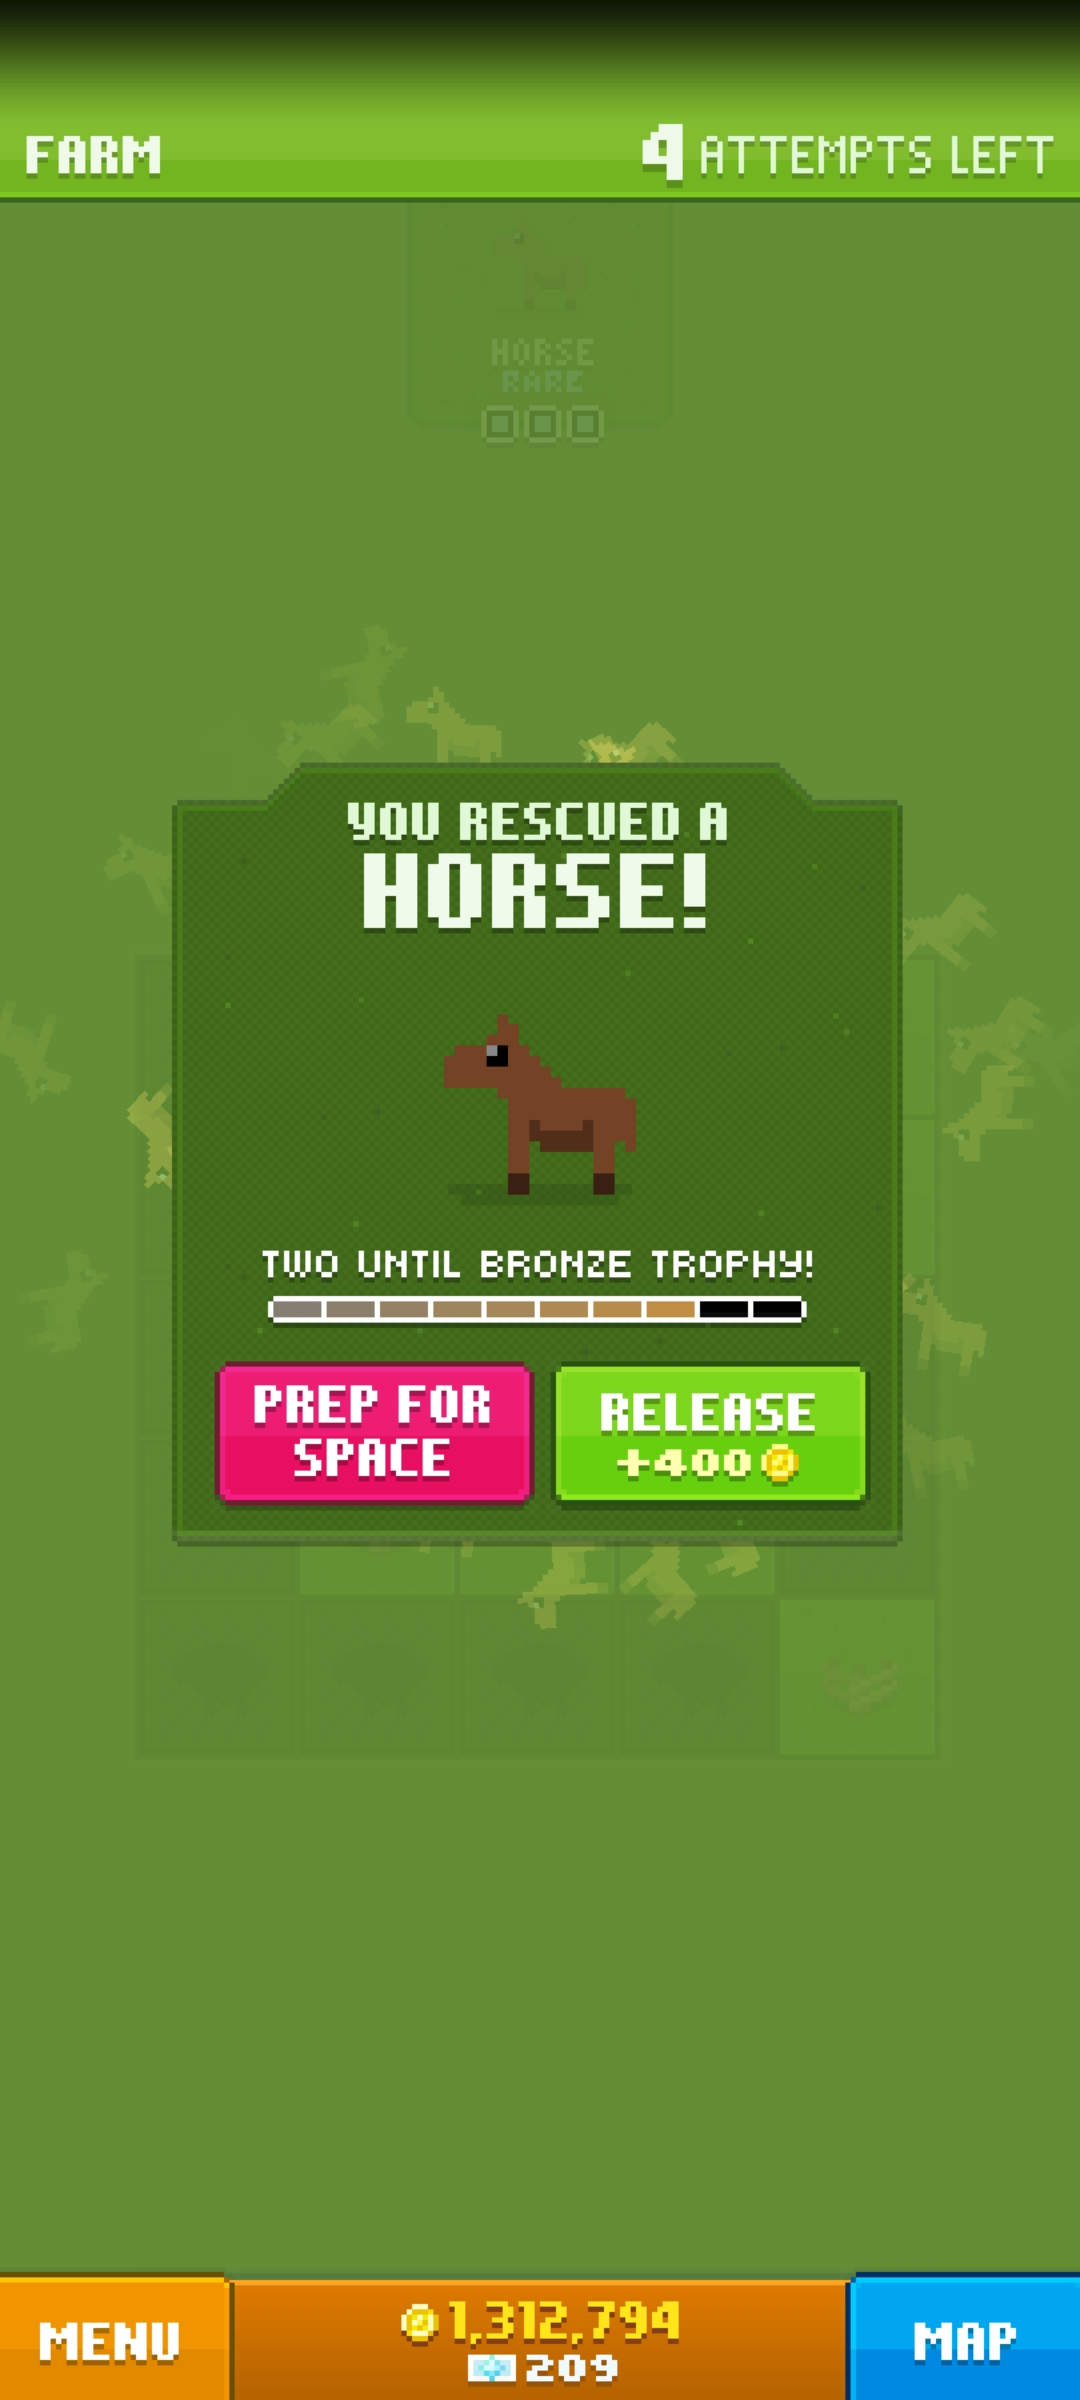 FARM
4 ATTEMPTS LEFT
HORSE
RARE
YOU RESCUED A
HORSE!
TWO UNTIL BRONZE TROPHY!
PREP FOR
SPACE
RELEASE
+400
MENU
1,312,794
209
MAP